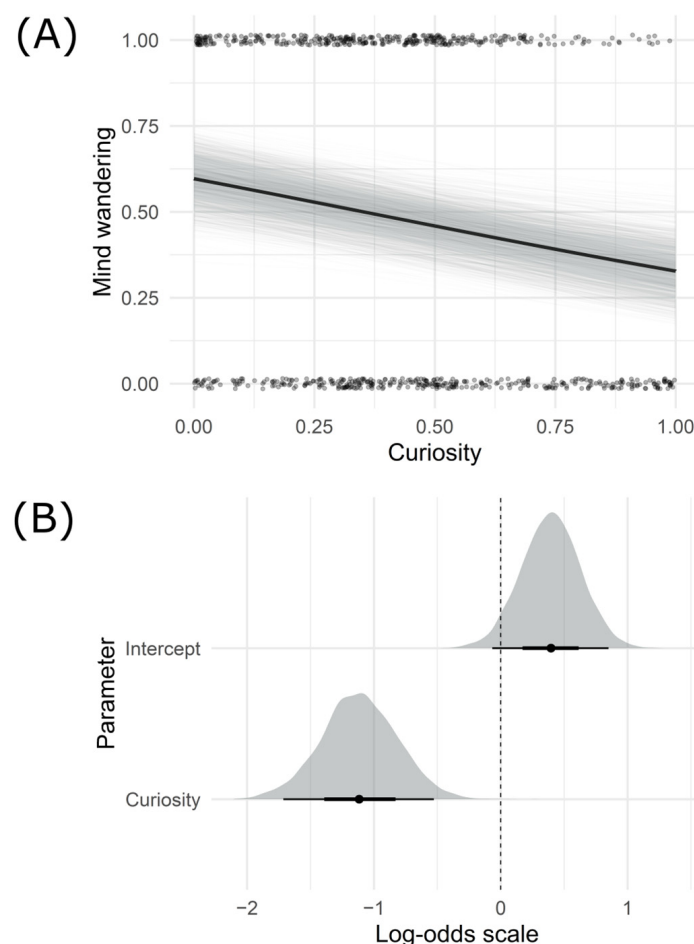 (A)
Mind wandering
1.00
0.75
0.50
0.25
0.00
0.00 0.25 0.50 0.75 1.00
Curiosity
(B)
Parameter
Intercept
Curiosity
−2 −1 0 1
Log-odds scale